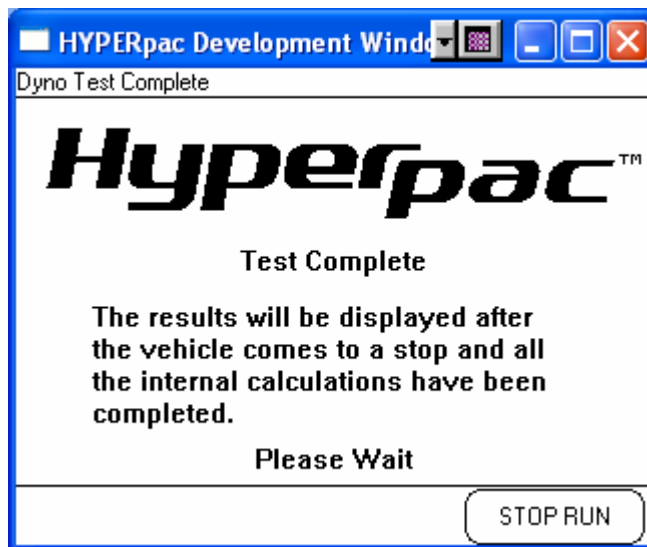 HYPERpac Development Windo
Dyno Test Complete
Hyperpac™
Test Complete
The results will be displayed after
the vehicle comes to a stop and all
the internal calculations have been
completed.
Please Wait
STOP RUN